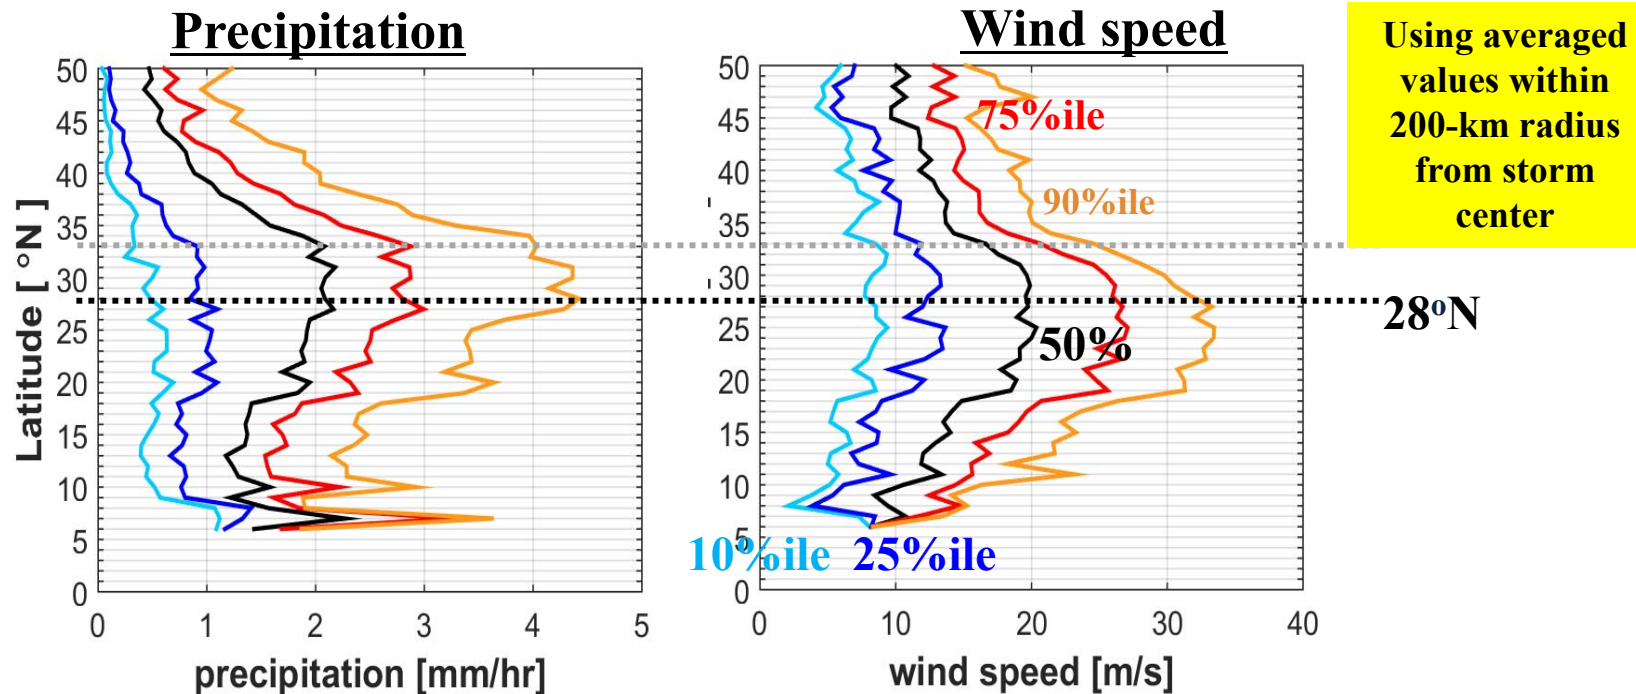 Precipitation
Wind speed
Using averaged
values within
200-km radius
from storm
center
50
45
40
35
30
25
20
15
10
5
0
Latitude [ °N ]
0 1 2 3 4 5
precipitation [mm/hr]
50
45
40
35
30
25
20
15
10
5
0
75%ile
90%ile
28°N
50%
10%ile 25%ile
0 10 20 30 40
wind speed [m/s]